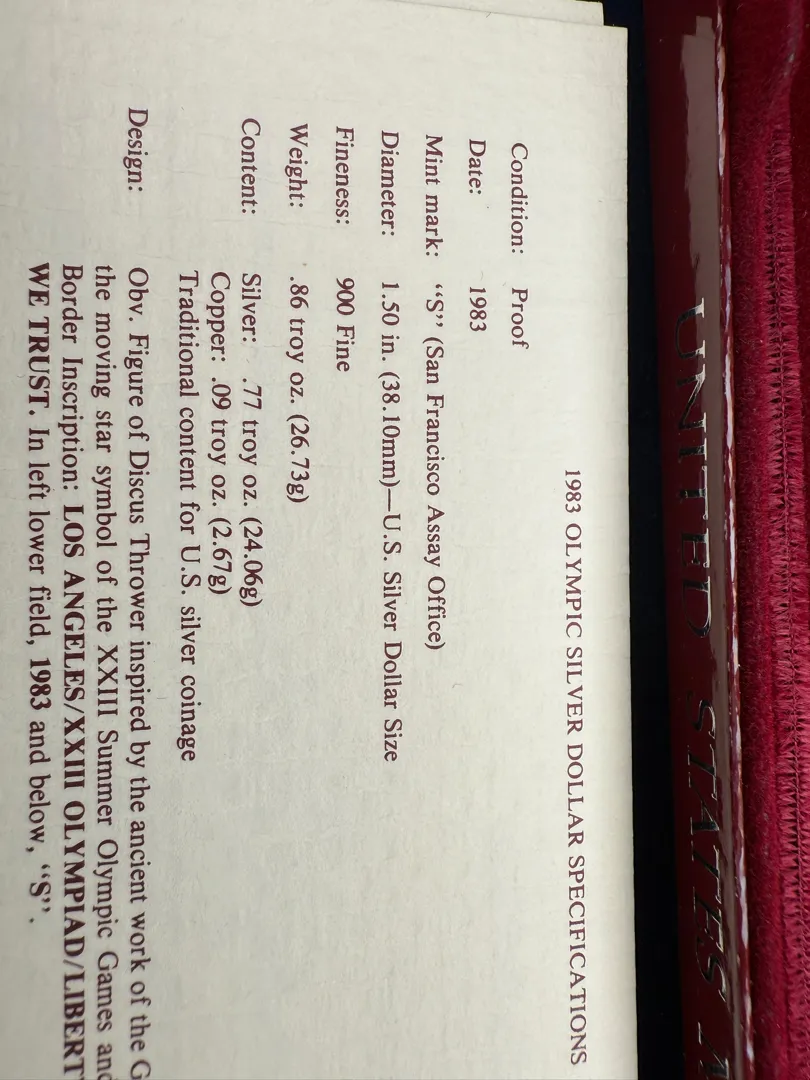 1983 OLYMPIC SILVER DOLLAR SPECIFICATIONS
Condition: Proof
Date: 1983
Mint mark: “S” (San Francisco Assay Office)
Diameter: 1.50 in. (38.10mm)—U.S. Silver Dollar Size
Fineness: 900 Fine
Weight: .86 troy oz. (26.73g)
Content: Silver: .77 troy oz. (24.06g)
Copper: .09 troy oz. (2.67g)
Traditional content for U.S. silver coinage
Design: Obv. Figure of Discus Thrower inspired by the ancient work of the G
the moving star symbol of the XXIII Summer Olympic Games and
Border Inscription: LOS ANGELES/XXIII OLYMPIAD/LIBERT
WE TRUST. In left lower field, 1983 and below, “S”.
UNITED STATES